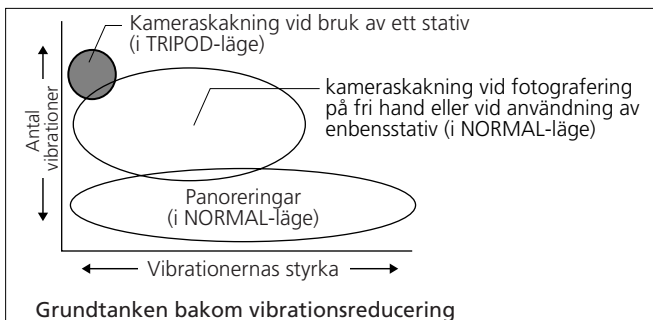 Kameraskakning vid bruk av ett stativ
(i TRIPOD-läge)
kameraskakning vid fotografering
på fri hand eller vid användning av
enbensstativ (i NORMAL-läge)
Antal
vibrationer
Panoreringar
(i NORMAL-läge)
Vibrationernas styrka
Grundtanken bakom vibrationsreducering